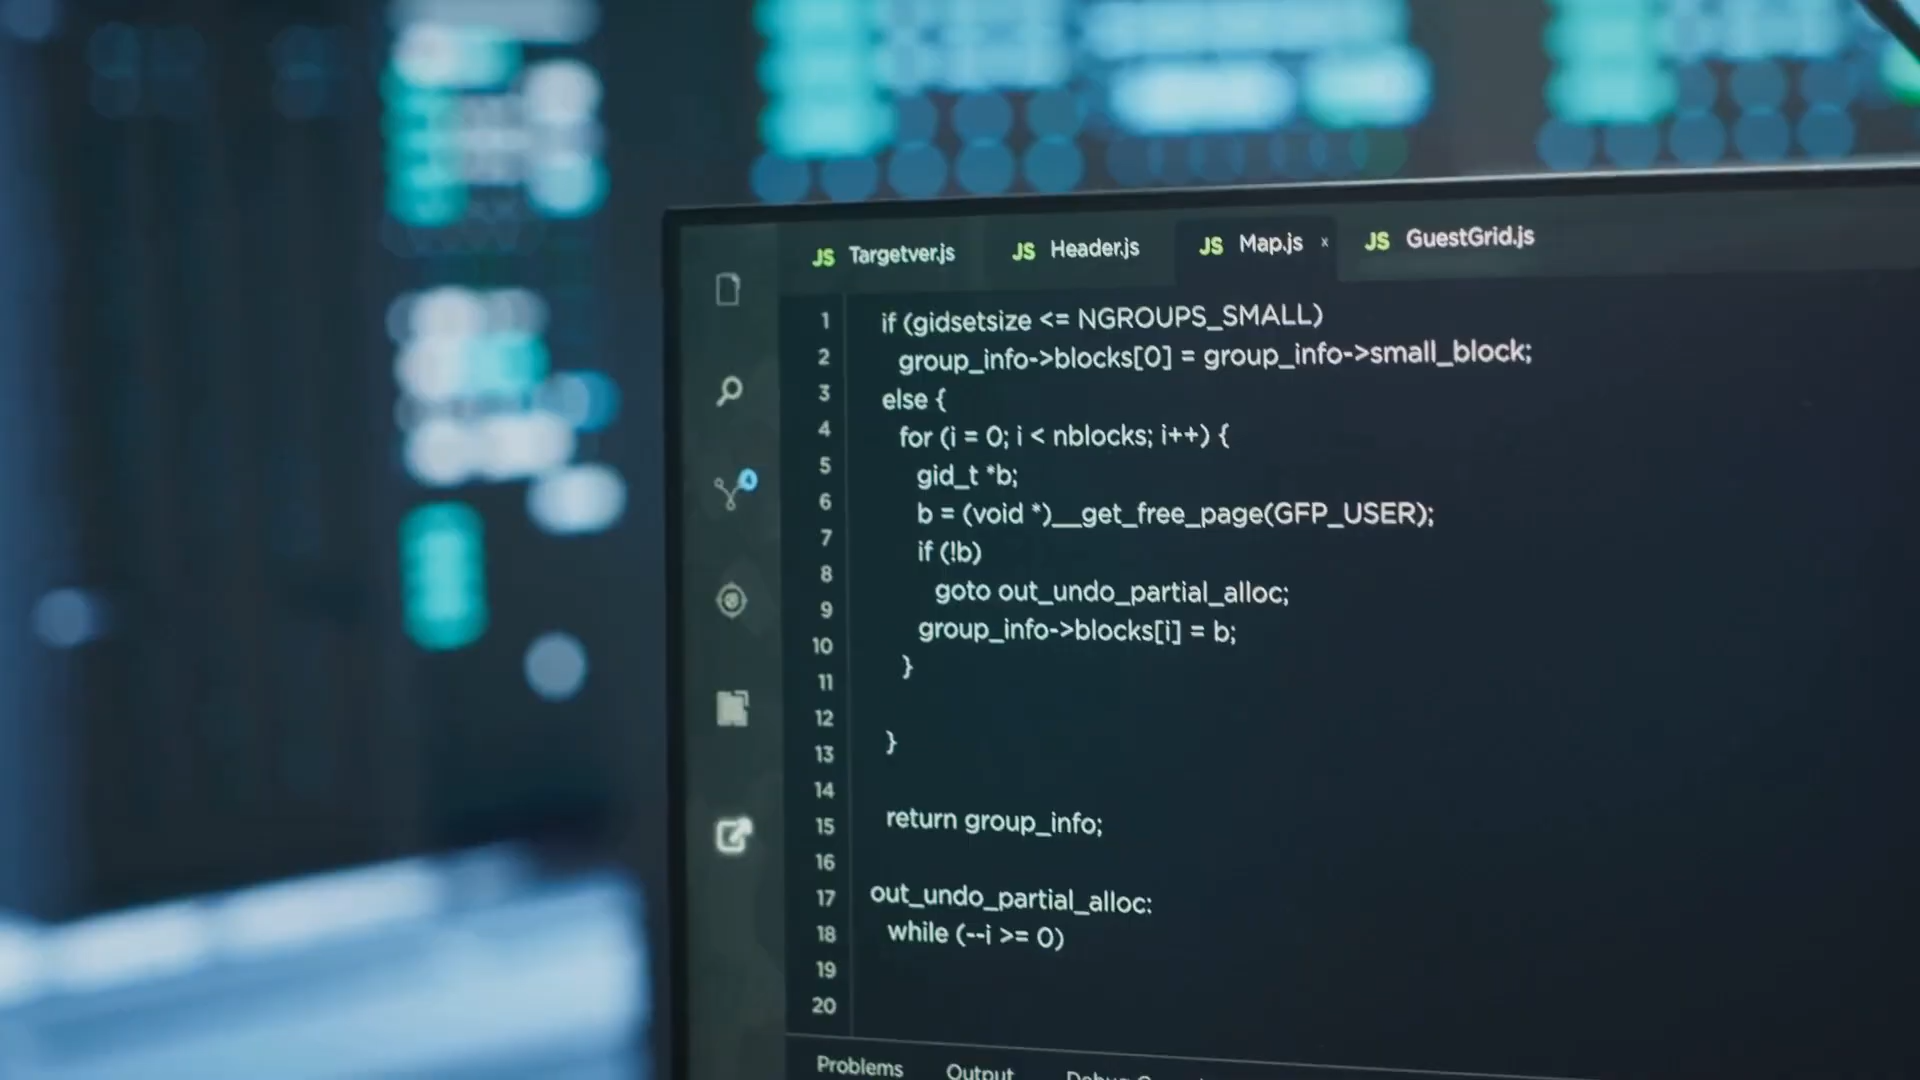 JS Targetver.js JS Header.js JS Map.js x JS GuestGrid.js
1 if (gidsetsize <= NGROUPS_SMALL)
2 group_info->blocks[0] = group_info->small_block;
3 else {
4 for (i = 0; i < nblocks; i++) {
5 gid_t *b;
6 b = (void *)__get_free_page(GFP_USER);
7 if (!b)
8 goto out_undo_partial_alloc;
9 group_info->blocks[i] = b;
10 }
11
12
13 }
14
15 return group_info;
16
17 out_undo_partial_alloc:
18 while (--i >= 0)
19
20
4
Problems Output